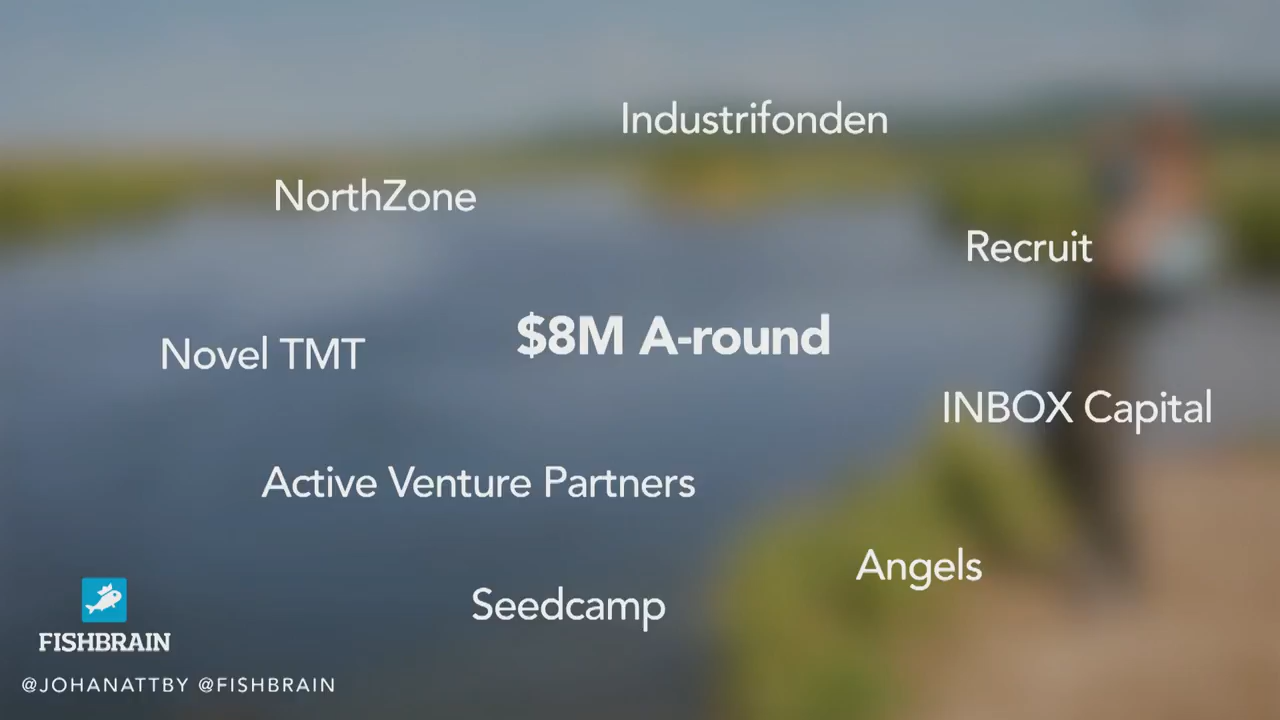 Industrifonden
NorthZone
Recruit
$8M A-round
Novel TMT
INBOX Capital
Active Venture Partners
Angels
Seedcamp
FISHBRAIN
@JOHANATTBY @FISHBRAIN